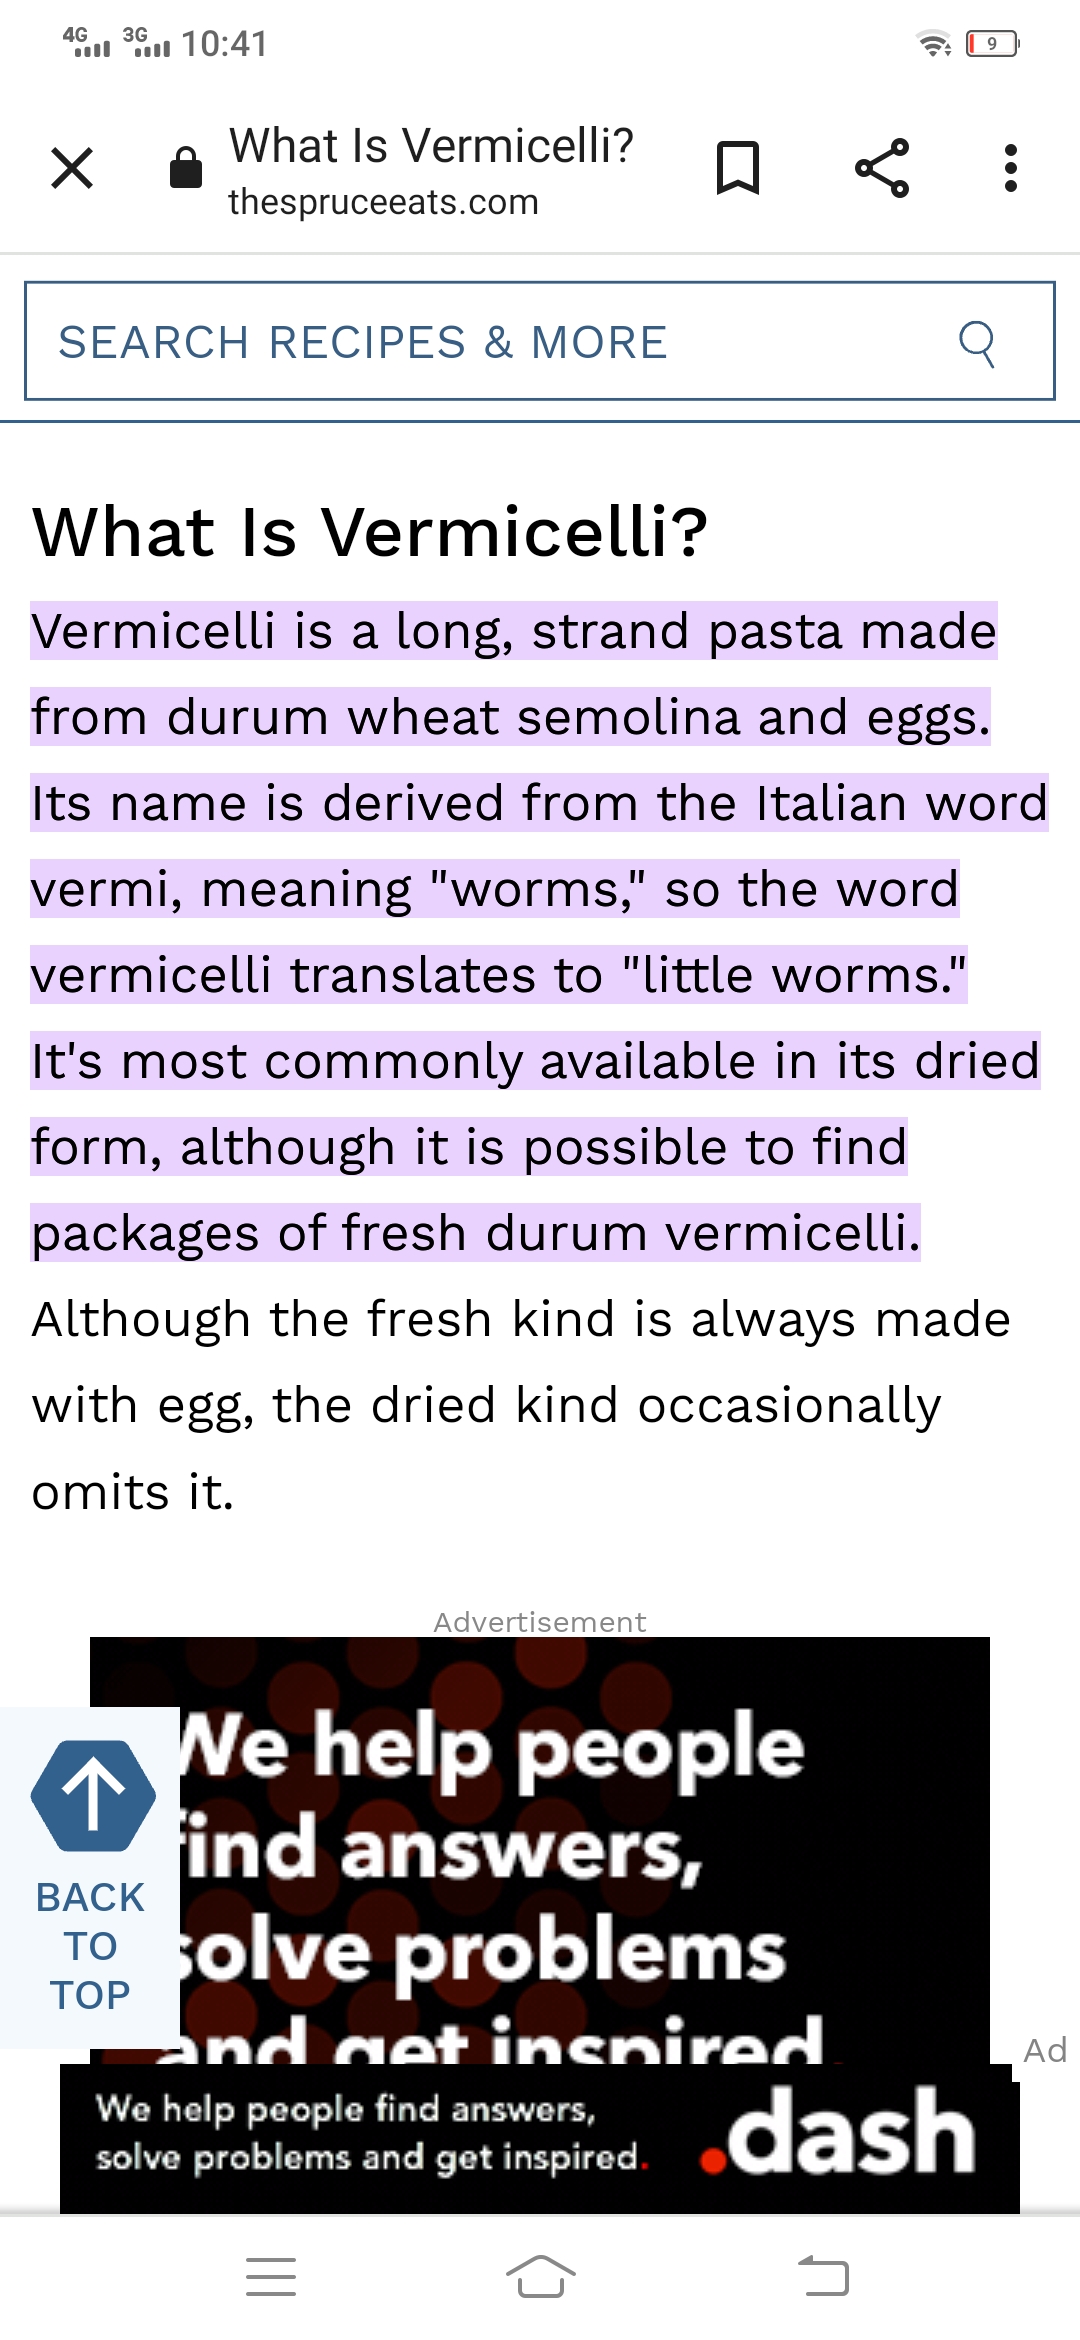 4G 3G 10:41 9
What Is Vermicelli?
thespruceeats.com
SEARCH RECIPES & MORE
What Is Vermicelli?
Vermicelli is a long, strand pasta made
from durum wheat semolina and eggs.
Its name is derived from the Italian word
vermi, meaning "worms," so the word
vermicelli translates to "little worms."
It's most commonly available in its dried
form, although it is possible to find
packages of fresh durum vermicelli.
Although the fresh kind is always made
with egg, the dried kind occasionally
omits it.
Advertisement
We help people
find answers,
solve problems
and get inspired.
BACK
TO
TOP
Ad
We help people find answers,
solve problems and get inspired.
.dash